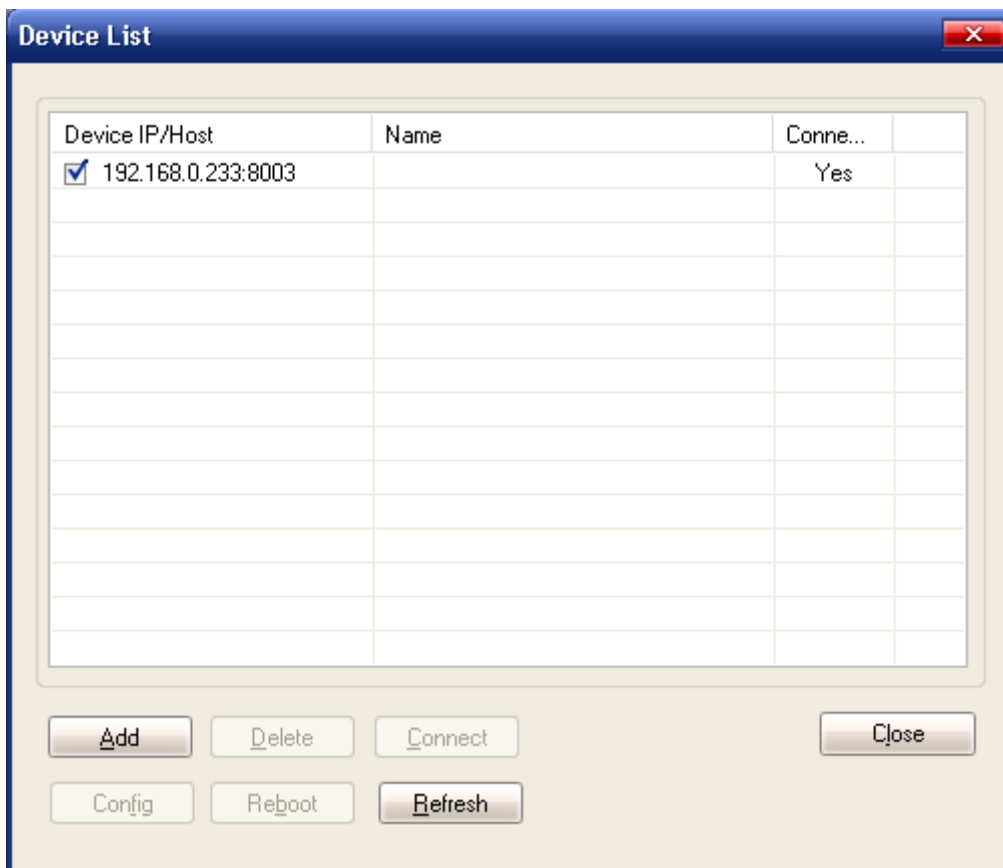 Device List
Device IP/Host Name Conne...
192.168.0.233:8003 Yes
Add Delete Connect Close
Config Reboot Refresh